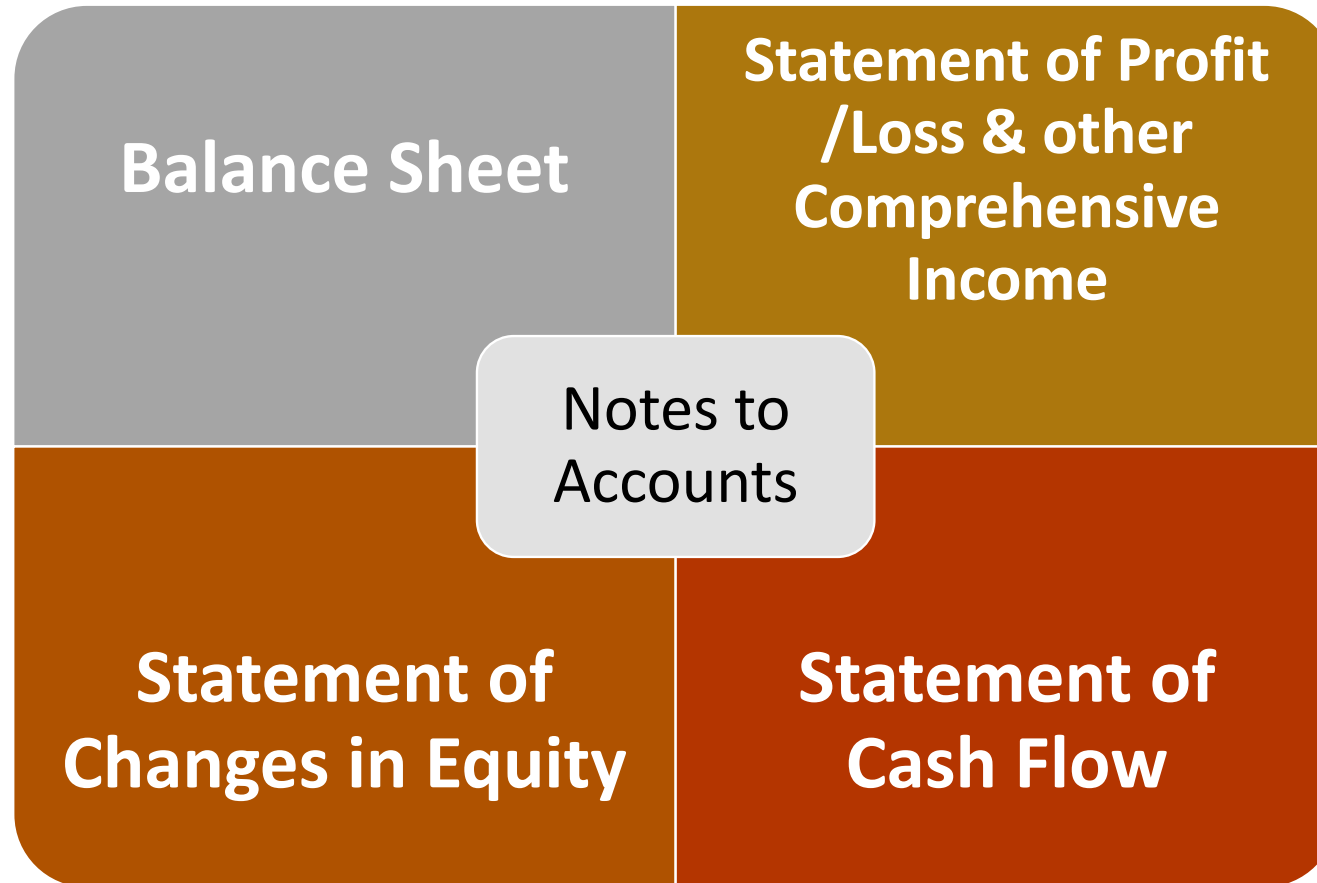 Balance Sheet
Statement of Profit
/Loss & other
Comprehensive
Income
Notes to
Accounts
Statement of
Changes in Equity
Statement of
Cash Flow